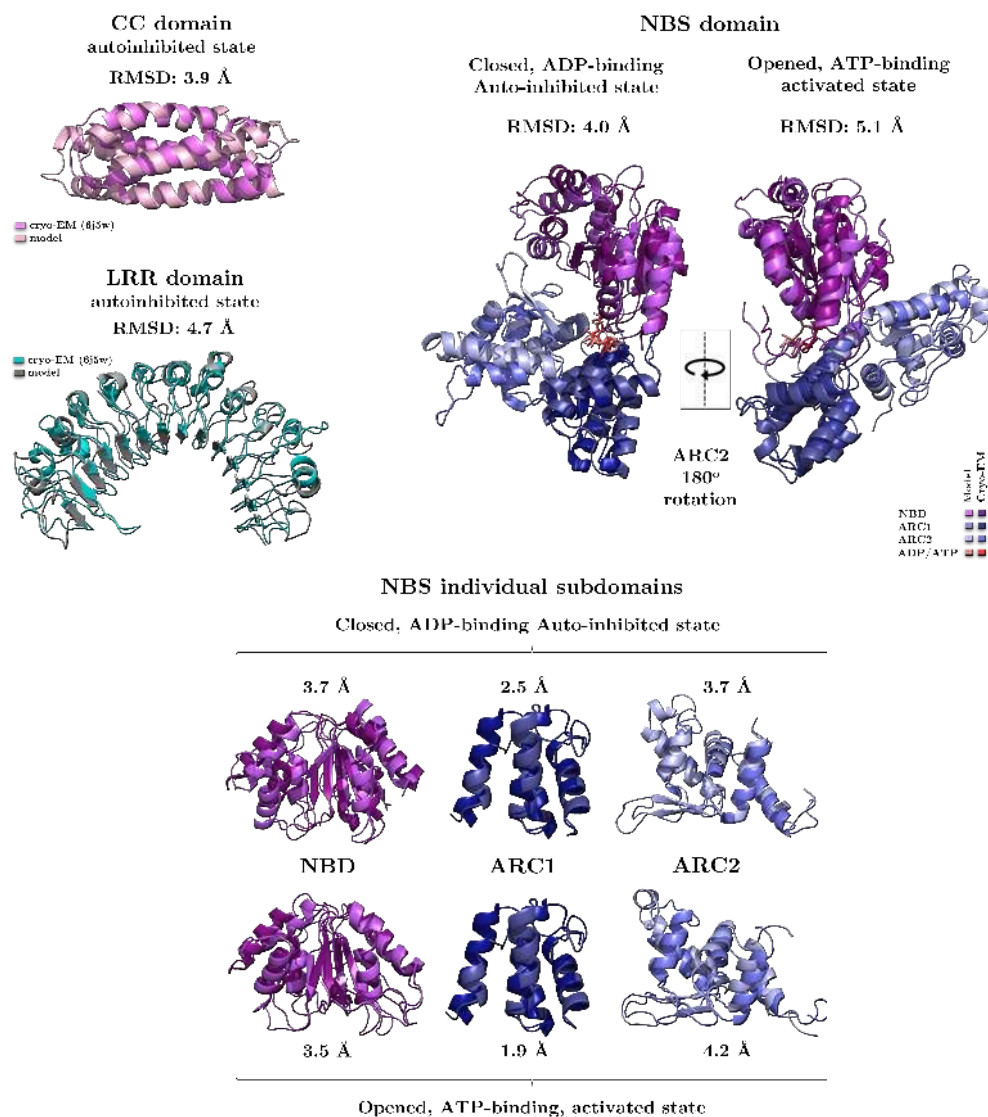 CC domain
autoinhibited state
RMSD: 3.9 Å
cryo-EM (6j5w)
model
LRR domain
autoinhibited state
RMSD: 4.7 Å
cryo-EM (6j5w)
model
NBS domain
Closed, ADP-binding
Auto-inhibited state
RMSD: 4.0 Å
Opened, ATP-binding
activated state
RMSD: 5.1 Å
ARC2
180°
rotation
Model
Cryo-EM
NBD
ARC1
ARC2
ADP/ATP
NBS individual subdomains
Closed, ADP-binding Auto-inhibited state
3.7 Å
2.5 Å
3.7 Å
NBD
ARC1
ARC2
3.5 Å
1.9 Å
4.2 Å
Opened, ATP-binding, activated state